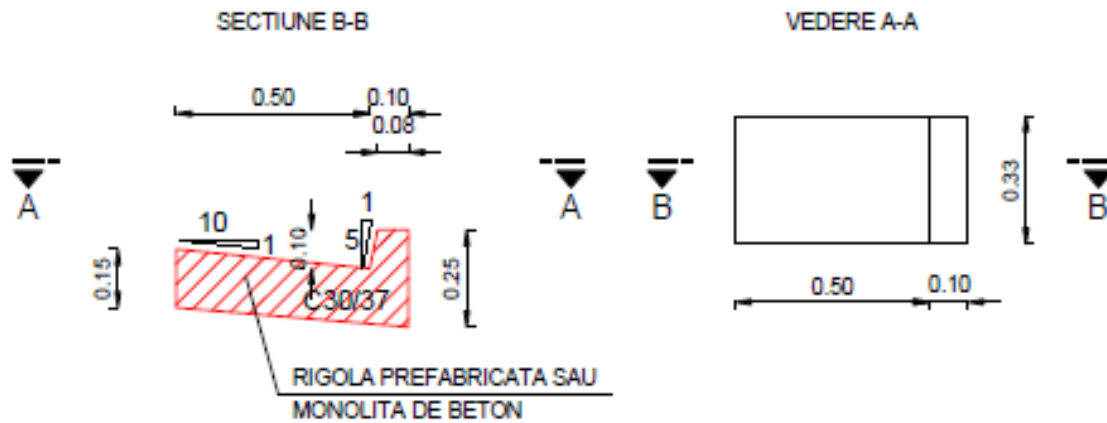 SECTIUNE B-B
VEDERE A-A
0.50
0.10
0.08
A
A
B
B
10
1
1
5
0.10
0.15
0.25
0.33
C30/37
0.50
0.10
RIGOLA PREFABRICATA SAU
MONOLITA DE BETON